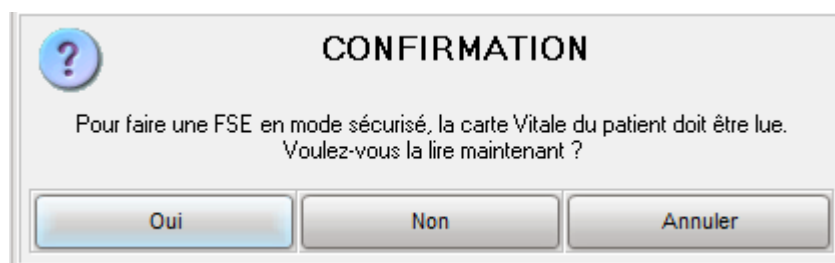 ?
CONFIRMATION
Pour faire une FSE en mode sécurisé, la carte Vitale du patient doit être lue.
Voulez-vous la lire maintenant ?
Oui
Non
Annuler